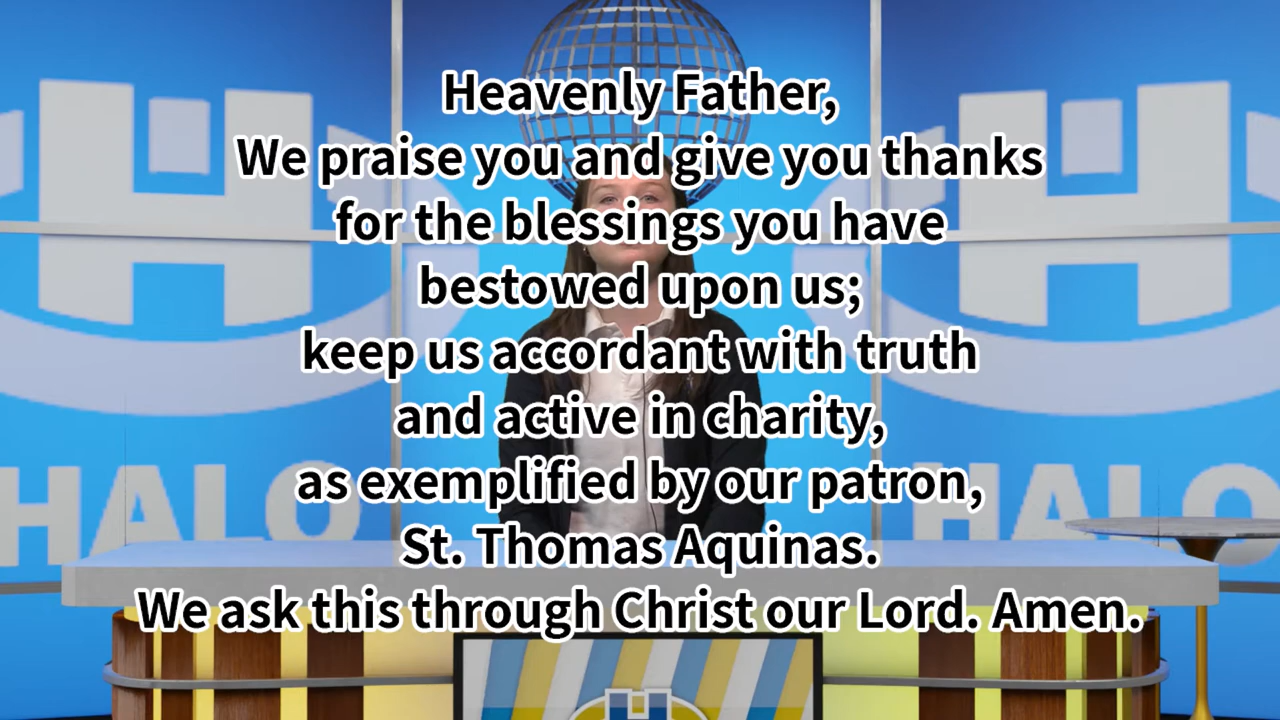 Heavenly Father,
We praise you and give you thanks
for the blessings you have
bestowed upon us;
keep us accordant with truth
and active in charity,
as exemplified by our patron,
St. Thomas Aquinas.
We ask this through Christ our Lord. Amen.
H
H
HALO
HALO